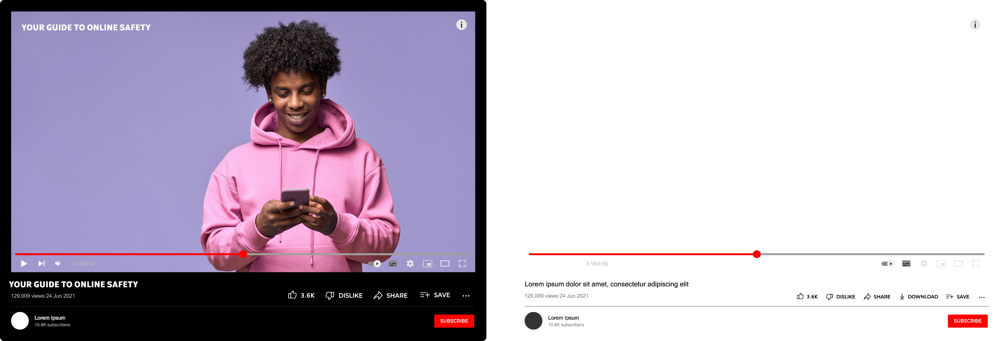 YOUR GUIDE TO ONLINE SAFETY
i
3:18/6:59
YOUR GUIDE TO ONLINE SAFETY
129,009 views·24 Jun 2021
3.6K DISLIKE SHARE SAVE
Lorem Ipsum
10.8K subscribers
SUBSCRIBE
i
3:18/6:59
Lorem ipsum dolor sit amet, consectetur adipiscing elit
129,009 views·24 Jun 2021
3.6K DISLIKE SHARE DOWNLOAD SAVE
Lorem Ipsum
10.8K subscribers
SUBSCRIBE